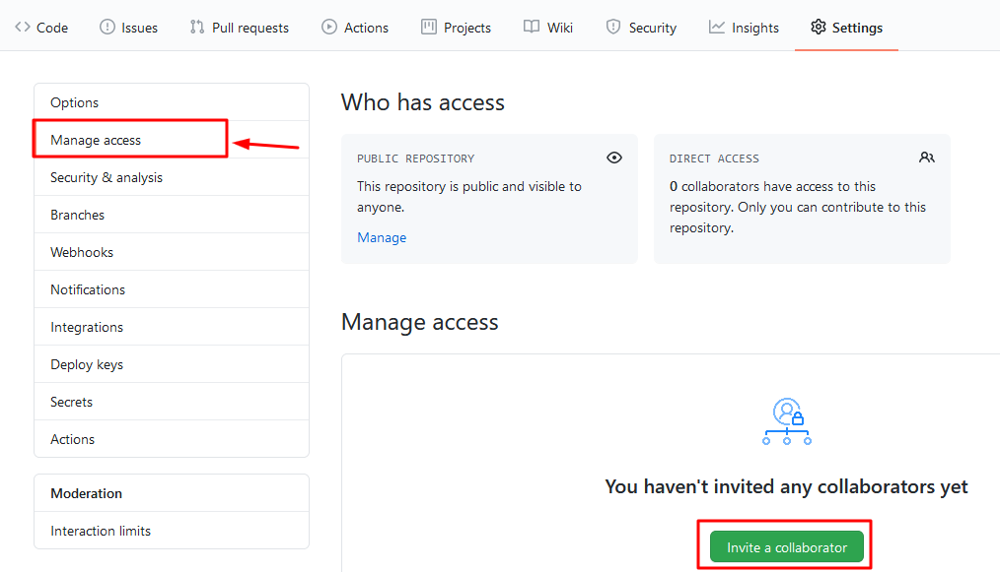 Code Issues Pull requests Actions Projects Wiki Security Insights Settings
Options
Manage access
Security & analysis
Branches
Webhooks
Notifications
Integrations
Deploy keys
Secrets
Actions
Moderation
Interaction limits
Who has access
PUBLIC REPOSITORY
This repository is public and visible to
anyone.
Manage
DIRECT ACCESS
0 collaborators have access to this
repository. Only you can contribute to this
repository.
Manage access
You haven't invited any collaborators yet
Invite a collaborator